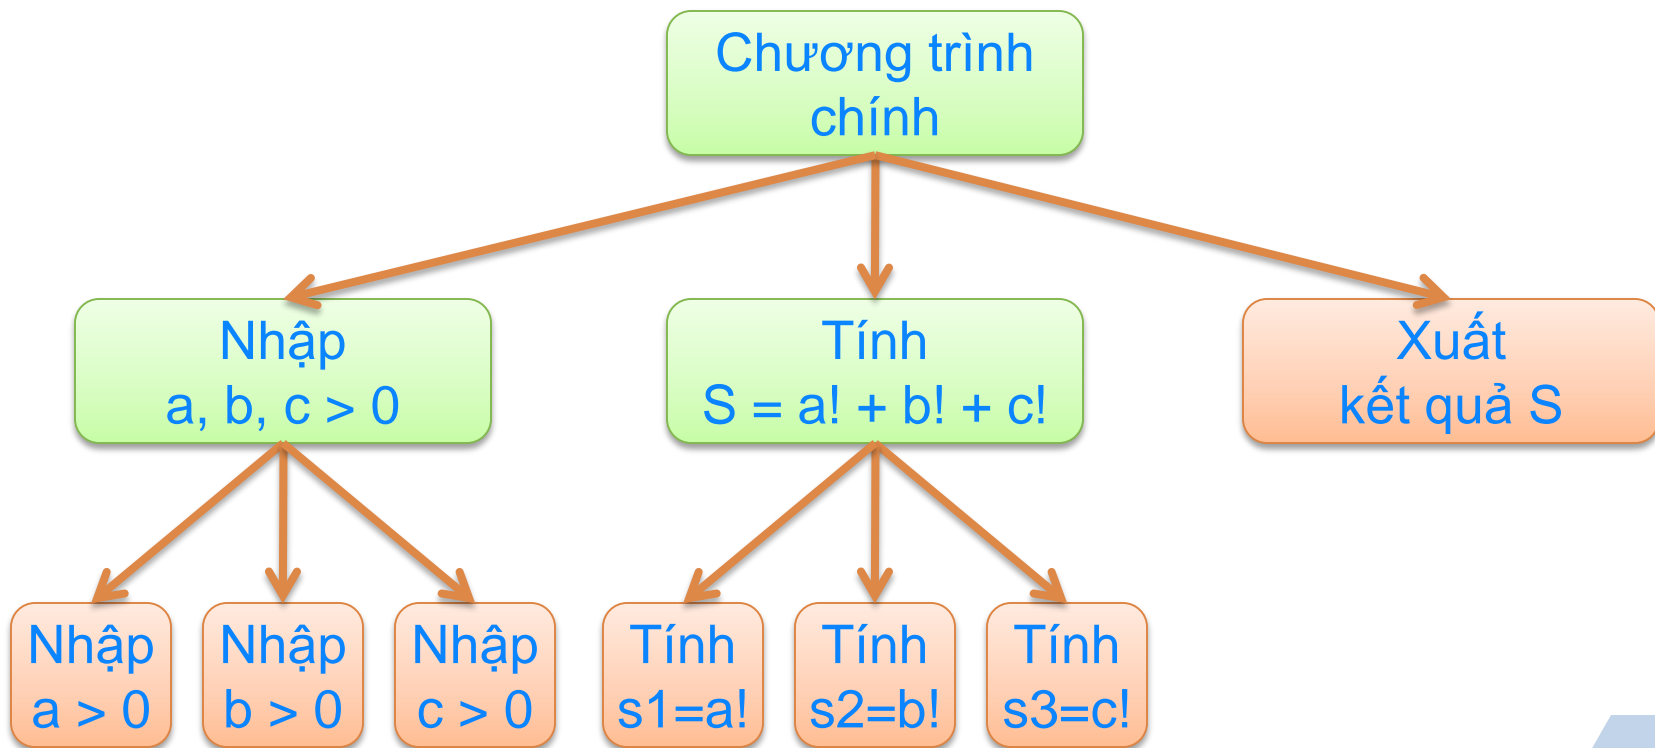 Chương trình
chính
Nhập
a, b, c > 0
Tính
S = a! + b! + c!
Xuất
kết quả S
Nhập
a > 0
Nhập
b > 0
Nhập
c > 0
Tính
s1=a!
Tính
s2=b!
Tính
s3=c!